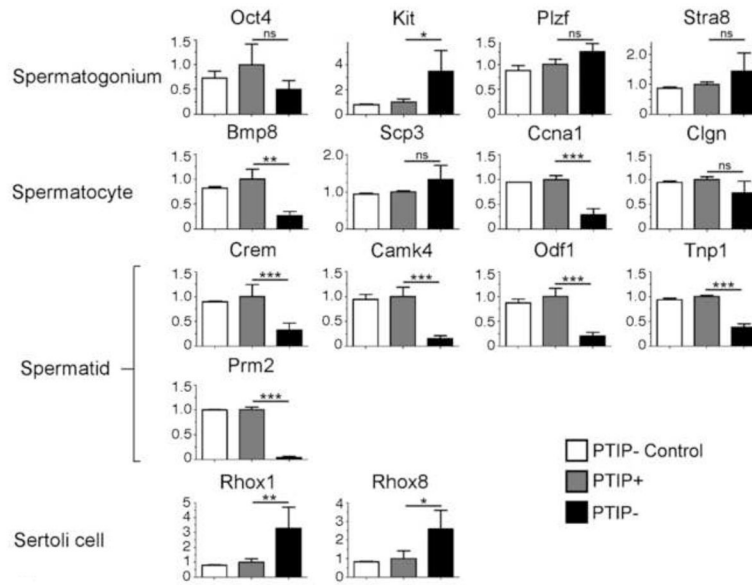 Oct4 Kit Plzf Stra8
ns * ns ns
Spermatogonium
1.5 1.0 0.5 0
4 2 0
1.5 1.0 0.5 0
2.0 1.0 0
Bmp8 Scp3 Ccna1 Clgn
** ns *** ns
Spermatocyte
1.5 1.0 0.5 0
2.0 1.0 0
1.5 1.0 0.5 0
1.5 1.0 0.5 0
Crem Camk4 Odf1 Tnp1
*** *** *** ***
1.5 1.0 0.5 0
1.5 1.0 0.5 0
1.5 1.0 0.5 0
1.5 1.0 0.5 0
Spermatid
Prm2
***
1.5 1.0 0.5 0
PTIP- Control
PTIP+
PTIP-
Rhox1 Rhox8
** *
Sertoli cell
5 4 3 2 1 0
4 3 2 1 0